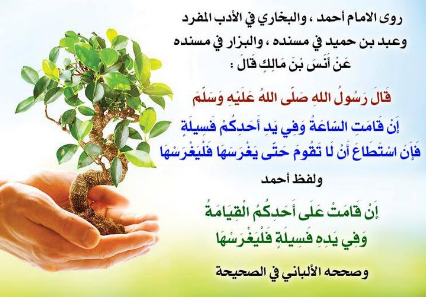 روى الامام أحمد ، والبخاري في الأدب المفرد
وعبد بن حميد في مسنده ، والبزار في مسنده
عَنْ أَنَسِ بْنِ مَالِكٍ قَالَ :
قَالَ رَسُولُ اللهِ صَلَّى اللهُ عَلَيْهِ وَسَلَّمَ
إِنْ قَامَتِ السَّاعَةُ وَفِي يَدِ أَحَدِكُمْ فَسِيلَةٍ
فَإِنْ اسْتَطَاعَ أَنْ لَا تَقُومَ حَتَّى يَغْرِسَهَا فَلْيَغْرِسْهَا
ولفظ أحمد
إِنْ قَامَتْ عَلَى أَحَدِكُمُ الْقِيَامَةُ
وَفِي يَدِهِ فَسِيلَةٍ فَلْيَغْرِسْهَا
وصححه الألباني في الصحيحة